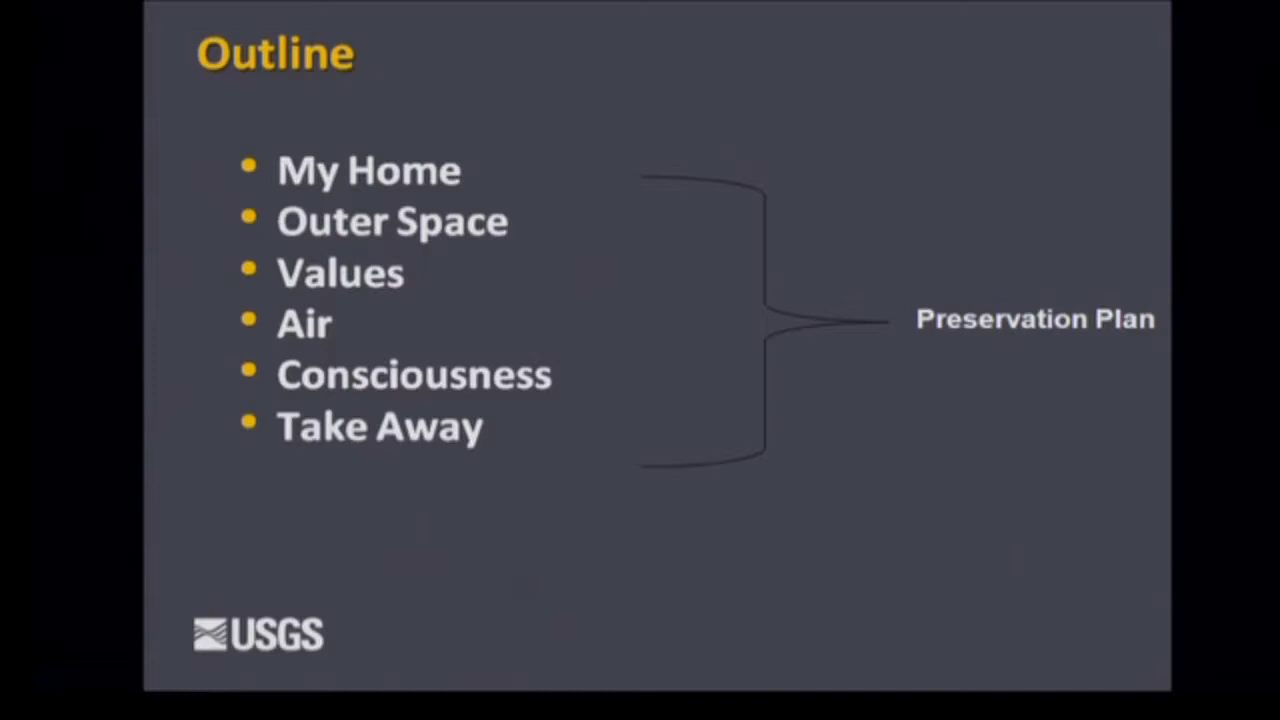 Outline
• My Home
• Outer Space
• Values
• Air
• Consciousness
• Take Away
Preservation Plan
USGS